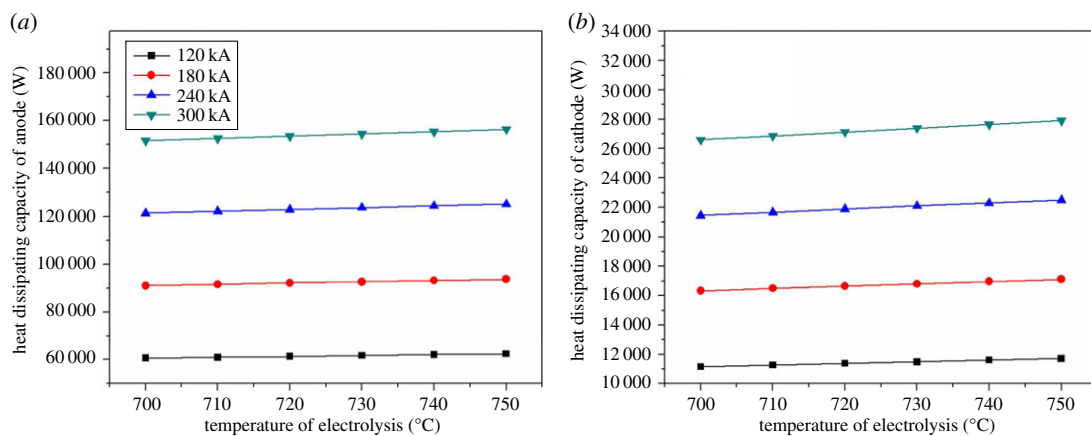 (a)
heat dissipating capacity of anode (W)
180 000
160 000
140 000
120 000
100 000
80 000
60 000
120 kA
180 kA
240 kA
300 kA
700 710 720 730 740 750
temperature of electrolysis (°C)
(b)
heat dissipating capacity of cathode (W)
34 000
32 000
30 000
28 000
26 000
24 000
22 000
20 000
18 000
16 000
14 000
12 000
11 000
10 000
700 710 720 730 740 750
temperature of electrolysis (°C)